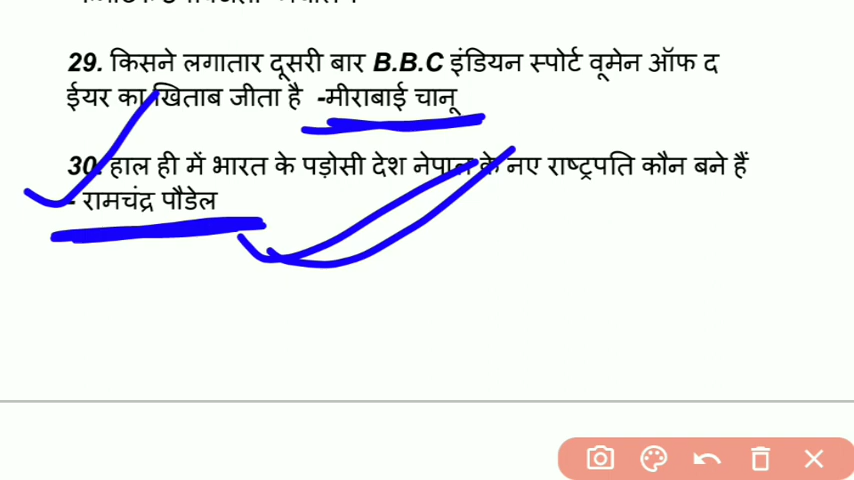 29. किसने लगातार दूसरी बार B.B.C इंडियन स्पोर्ट वूमेन ऑफ द
ईयर का खिताब जीता है -मीराबाई चानू
30. हाल ही में भारत के पड़ोसी देश नेपाल के नए राष्ट्रपति कौन बने हैं
- रामचंद्र पौडेल